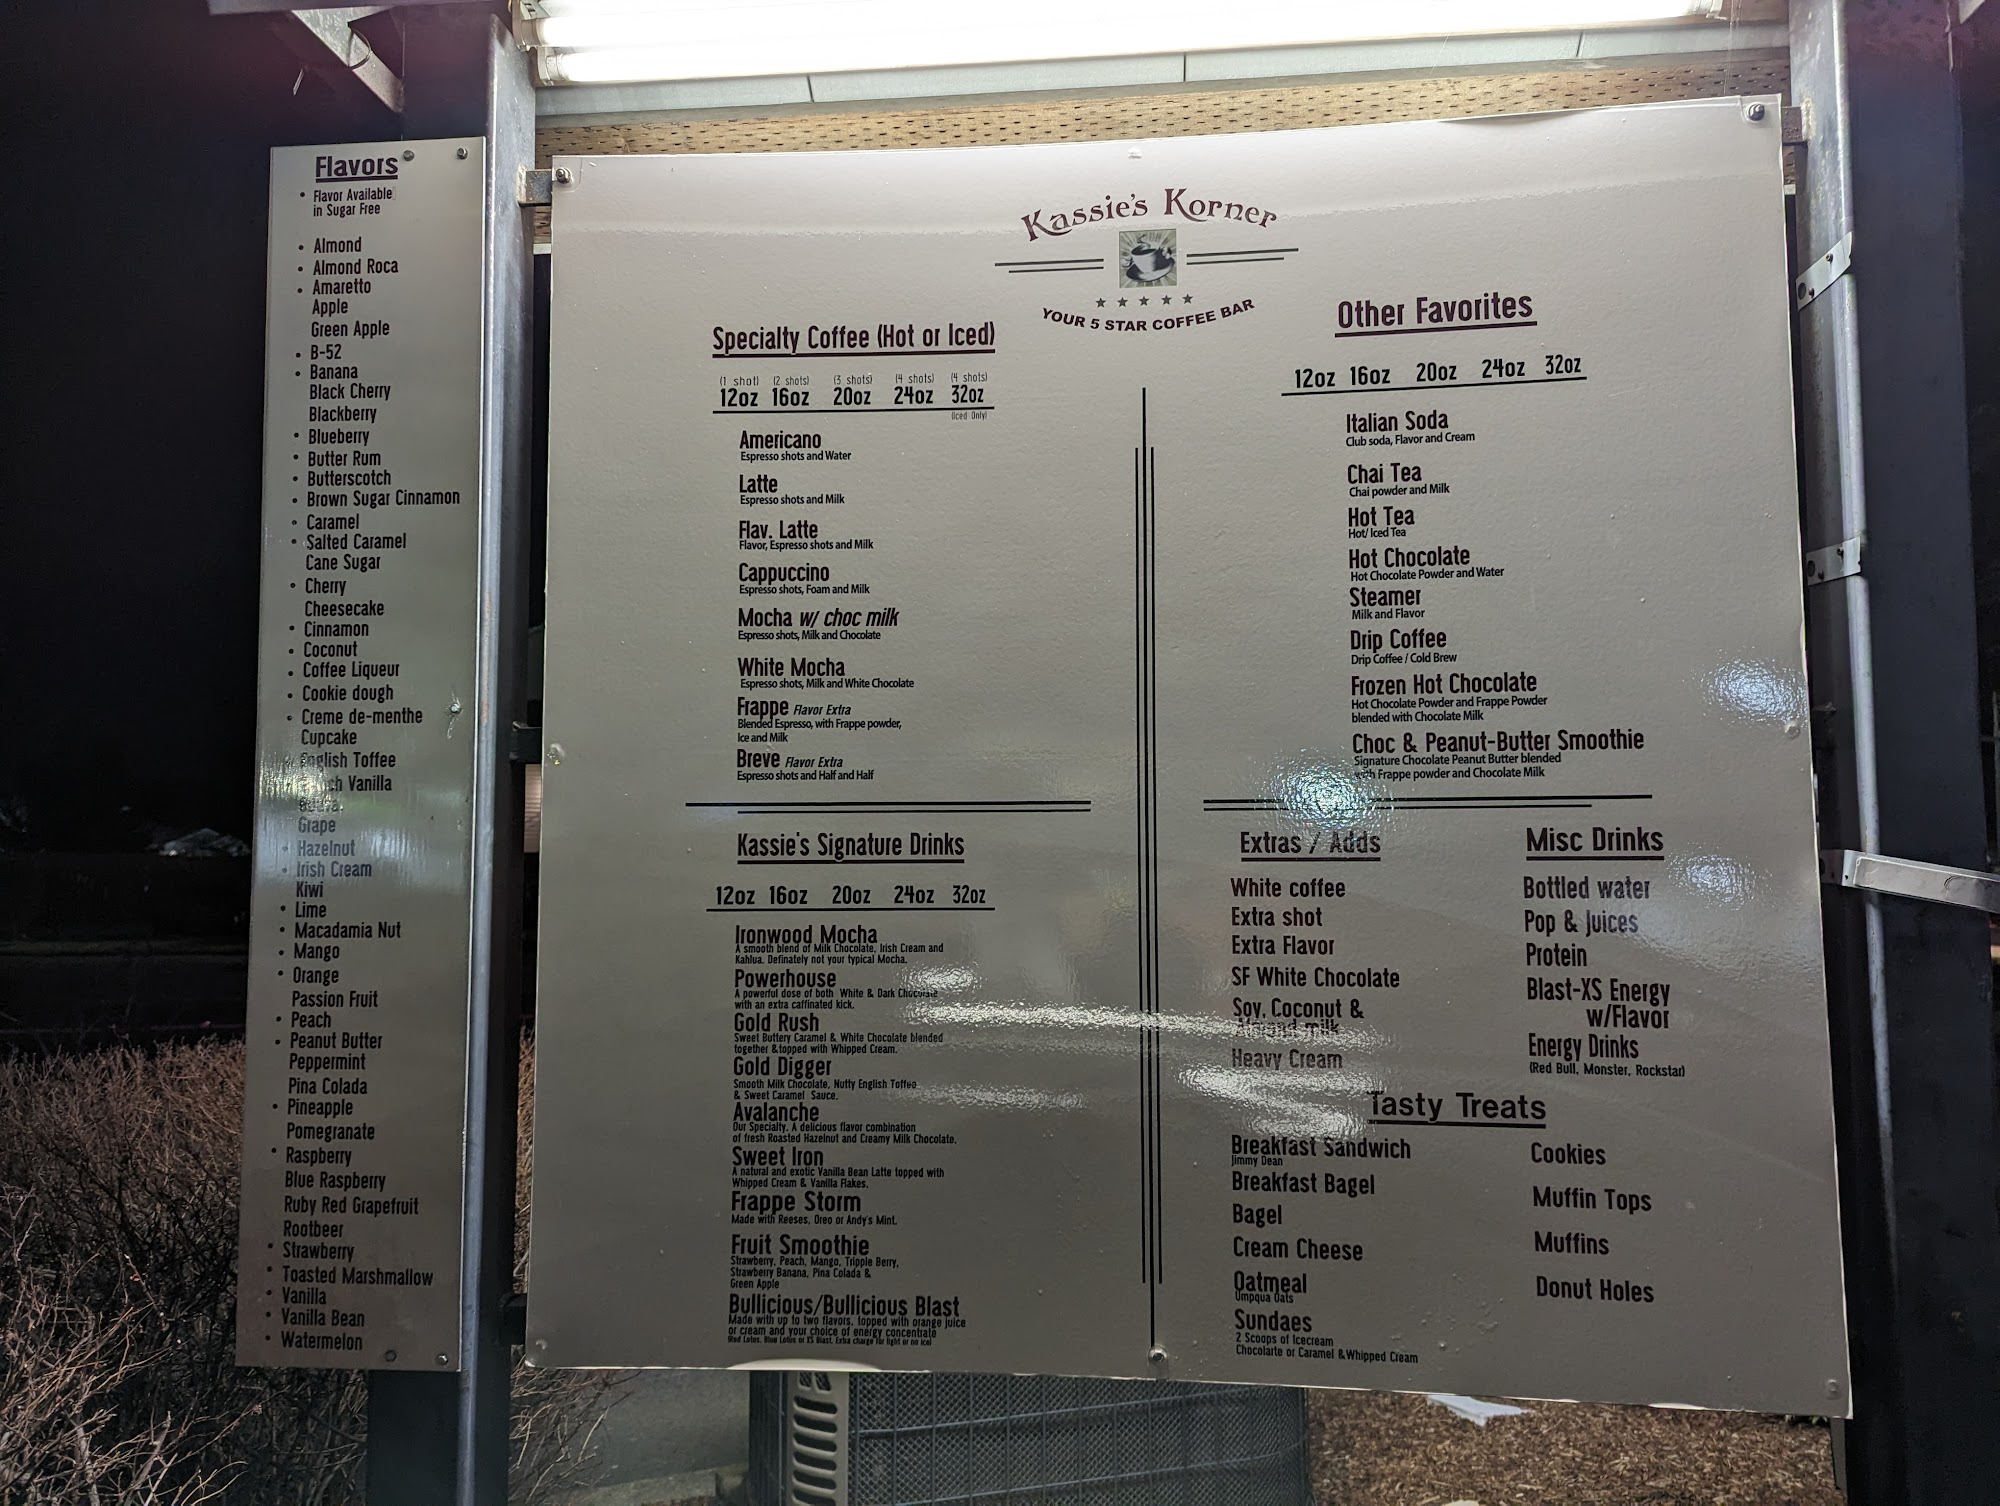 Flavors
• Flavor Available
in Sugar Free
• Almond
• Almond Roca
• Amaretto
Apple
Green Apple
• B-52
• Banana
Black Cherry
Blackberry
• Blueberry
• Butter Rum
• Butterscotch
• Brown Sugar Cinnamon
• Caramel
• Salted Caramel
Cane Sugar
• Cherry
Cheesecake
• Cinnamon
• Coconut
• Coffee Liqueur
• Cookie dough
• Creme de-menthe
Cupcake
English Toffee
Vanilla
Grape
• Hazelnut
• Irish Cream
Kiwi
• Lime
• Macadamia Nut
• Mango
• Orange
Passion Fruit
• Peach
• Peanut Butter
Peppermint
Pina Colada
• Pineapple
Pomegranate
• Raspberry
Blue Raspberry
Ruby Red Grapefruit
Rootbeer
• Strawberry
• Toasted Marshmallow
• Vanilla
• Vanilla Bean
• Watermelon
Kassie's Korner
YOUR 5 STAR COFFEE BAR
Specialty Coffee (Hot or Iced)
(1 shot) (2 shots) (3 shots) (4 shots) (4 shots)
12oz 16oz 20oz 24oz 32oz
(Iced Only)
Americano
Espresso shots and Water
Latte
Espresso shots and Milk
Flav. Latte
Flavor, Espresso shots and Milk
Cappuccino
Espresso shots, Foam and Milk
Mocha w/ choc milk
Espresso shots, Milk and Chocolate
White Mocha
Espresso shots, Milk and White Chocolate
Frappe Flavor Extra
Blended Espresso, with Frappe powder,
Ice and Milk
Breve Flavor Extra
Espresso shots and Half and Half
Kassie's Signature Drinks
12oz 16oz 20oz 24oz 32oz
Ironwood Mocha
A smooth blend of Milk Chocolate, Irish Cream and
Kahlua. Definately not your typical Mocha.
Powerhouse
A powerful dose of both White & Dark Chocolate
with an extra caffinated kick.
Gold Rush
Sweet Buttery Caramel & White Chocolate blended
together &topped with Whipped Cream.
Gold Digger
Smooth Milk Chocolate, Nutty English Toffee
& Sweet Caramel Sauce.
Avalanche
Our Specialty. A delicious flavor combination
of fresh Roasted Hazelnut and Creamy Milk Chocolate.
Sweet Iron
A natural and exotic Vanilla Bean Latte topped with
Whipped Cream & Vanilla Flakes.
Frappe Storm
Made with Reeses, Oreo or Andy's Mint.
Fruit Smoothie
Strawberry, Peach, Mango, Tripple Berry,
Strawberry Banana, Pina Colada &
Green Apple
Bullicious/Bullicious Blast
Made with up to two flavors, topped with orange juice
or cream and your choice of energy concentrate
(Red Lotus, Blue Lotus or XS Blast. Extra charge for light or no ice)
Other Favorites
12oz 16oz 20oz 24oz 32oz
Italian Soda
Club soda, Flavor and Cream
Chai Tea
Chai powder and Milk
Hot Tea
Hot/ Iced Tea
Hot Chocolate
Hot Chocolate Powder and Water
Steamer
Milk and Flavor
Drip Coffee
Drip Coffee / Cold Brew
Frozen Hot Chocolate
Hot Chocolate Powder and Frappe Powder
blended with Chocolate Milk
Choc & Peanut-Butter Smoothie
Signature Chocolate Peanut Butter blended
with Frappe powder and Chocolate Milk
Extras / Adds
White coffee
Extra shot
Extra Flavor
SF White Chocolate
Soy, Coconut &
Almond milk
Heavy Cream
Misc Drinks
Bottled water
Pop & Juices
Protein
Blast-XS Energy
w/Flavor
Energy Drinks
(Red Bull, Monster, Rockstar)
Tasty Treats
Breakfast Sandwich
Jimmy Dean
Breakfast Bagel
Bagel
Cream Cheese
Oatmeal
Umpqua Oats
Sundaes
2 Scoops of Icecream
Chocolarte or Caramel &Whipped Cream
Cookies
Muffin Tops
Muffins
Donut Holes